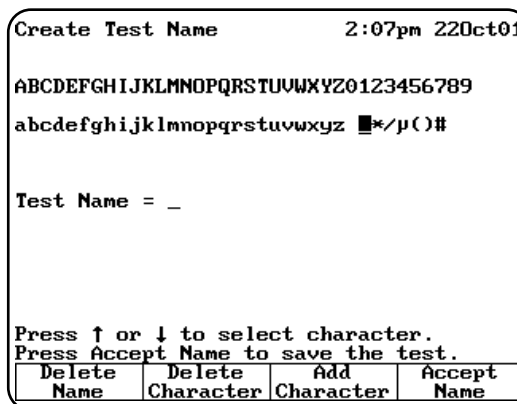 Create Test Name 2:07pm 22Oct01
ABCDEFGHIJKLMNOPQRSTUVWXYZ0123456789
abcdefghijklmnopqrstuvwxyz █*/µ()#
Test Name = _
Press ↑ or ↓ to select character.
Press Accept Name to save the test.
Delete Delete Add Accept
Name Character Character Name